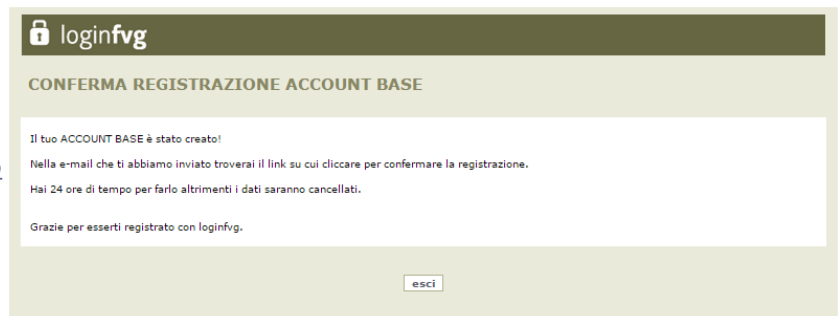 loginfvg
CONFERMA REGISTRAZIONE ACCOUNT BASE
Il tuo ACCOUNT BASE è stato creato!
Nella e-mail che ti abbiamo inviato troverai il link su cui cliccare per confermare la registrazione.
Hai 24 ore di tempo per farlo altrimenti i dati saranno cancellati.
Grazie per esserti registrato con loginfvg.
esci